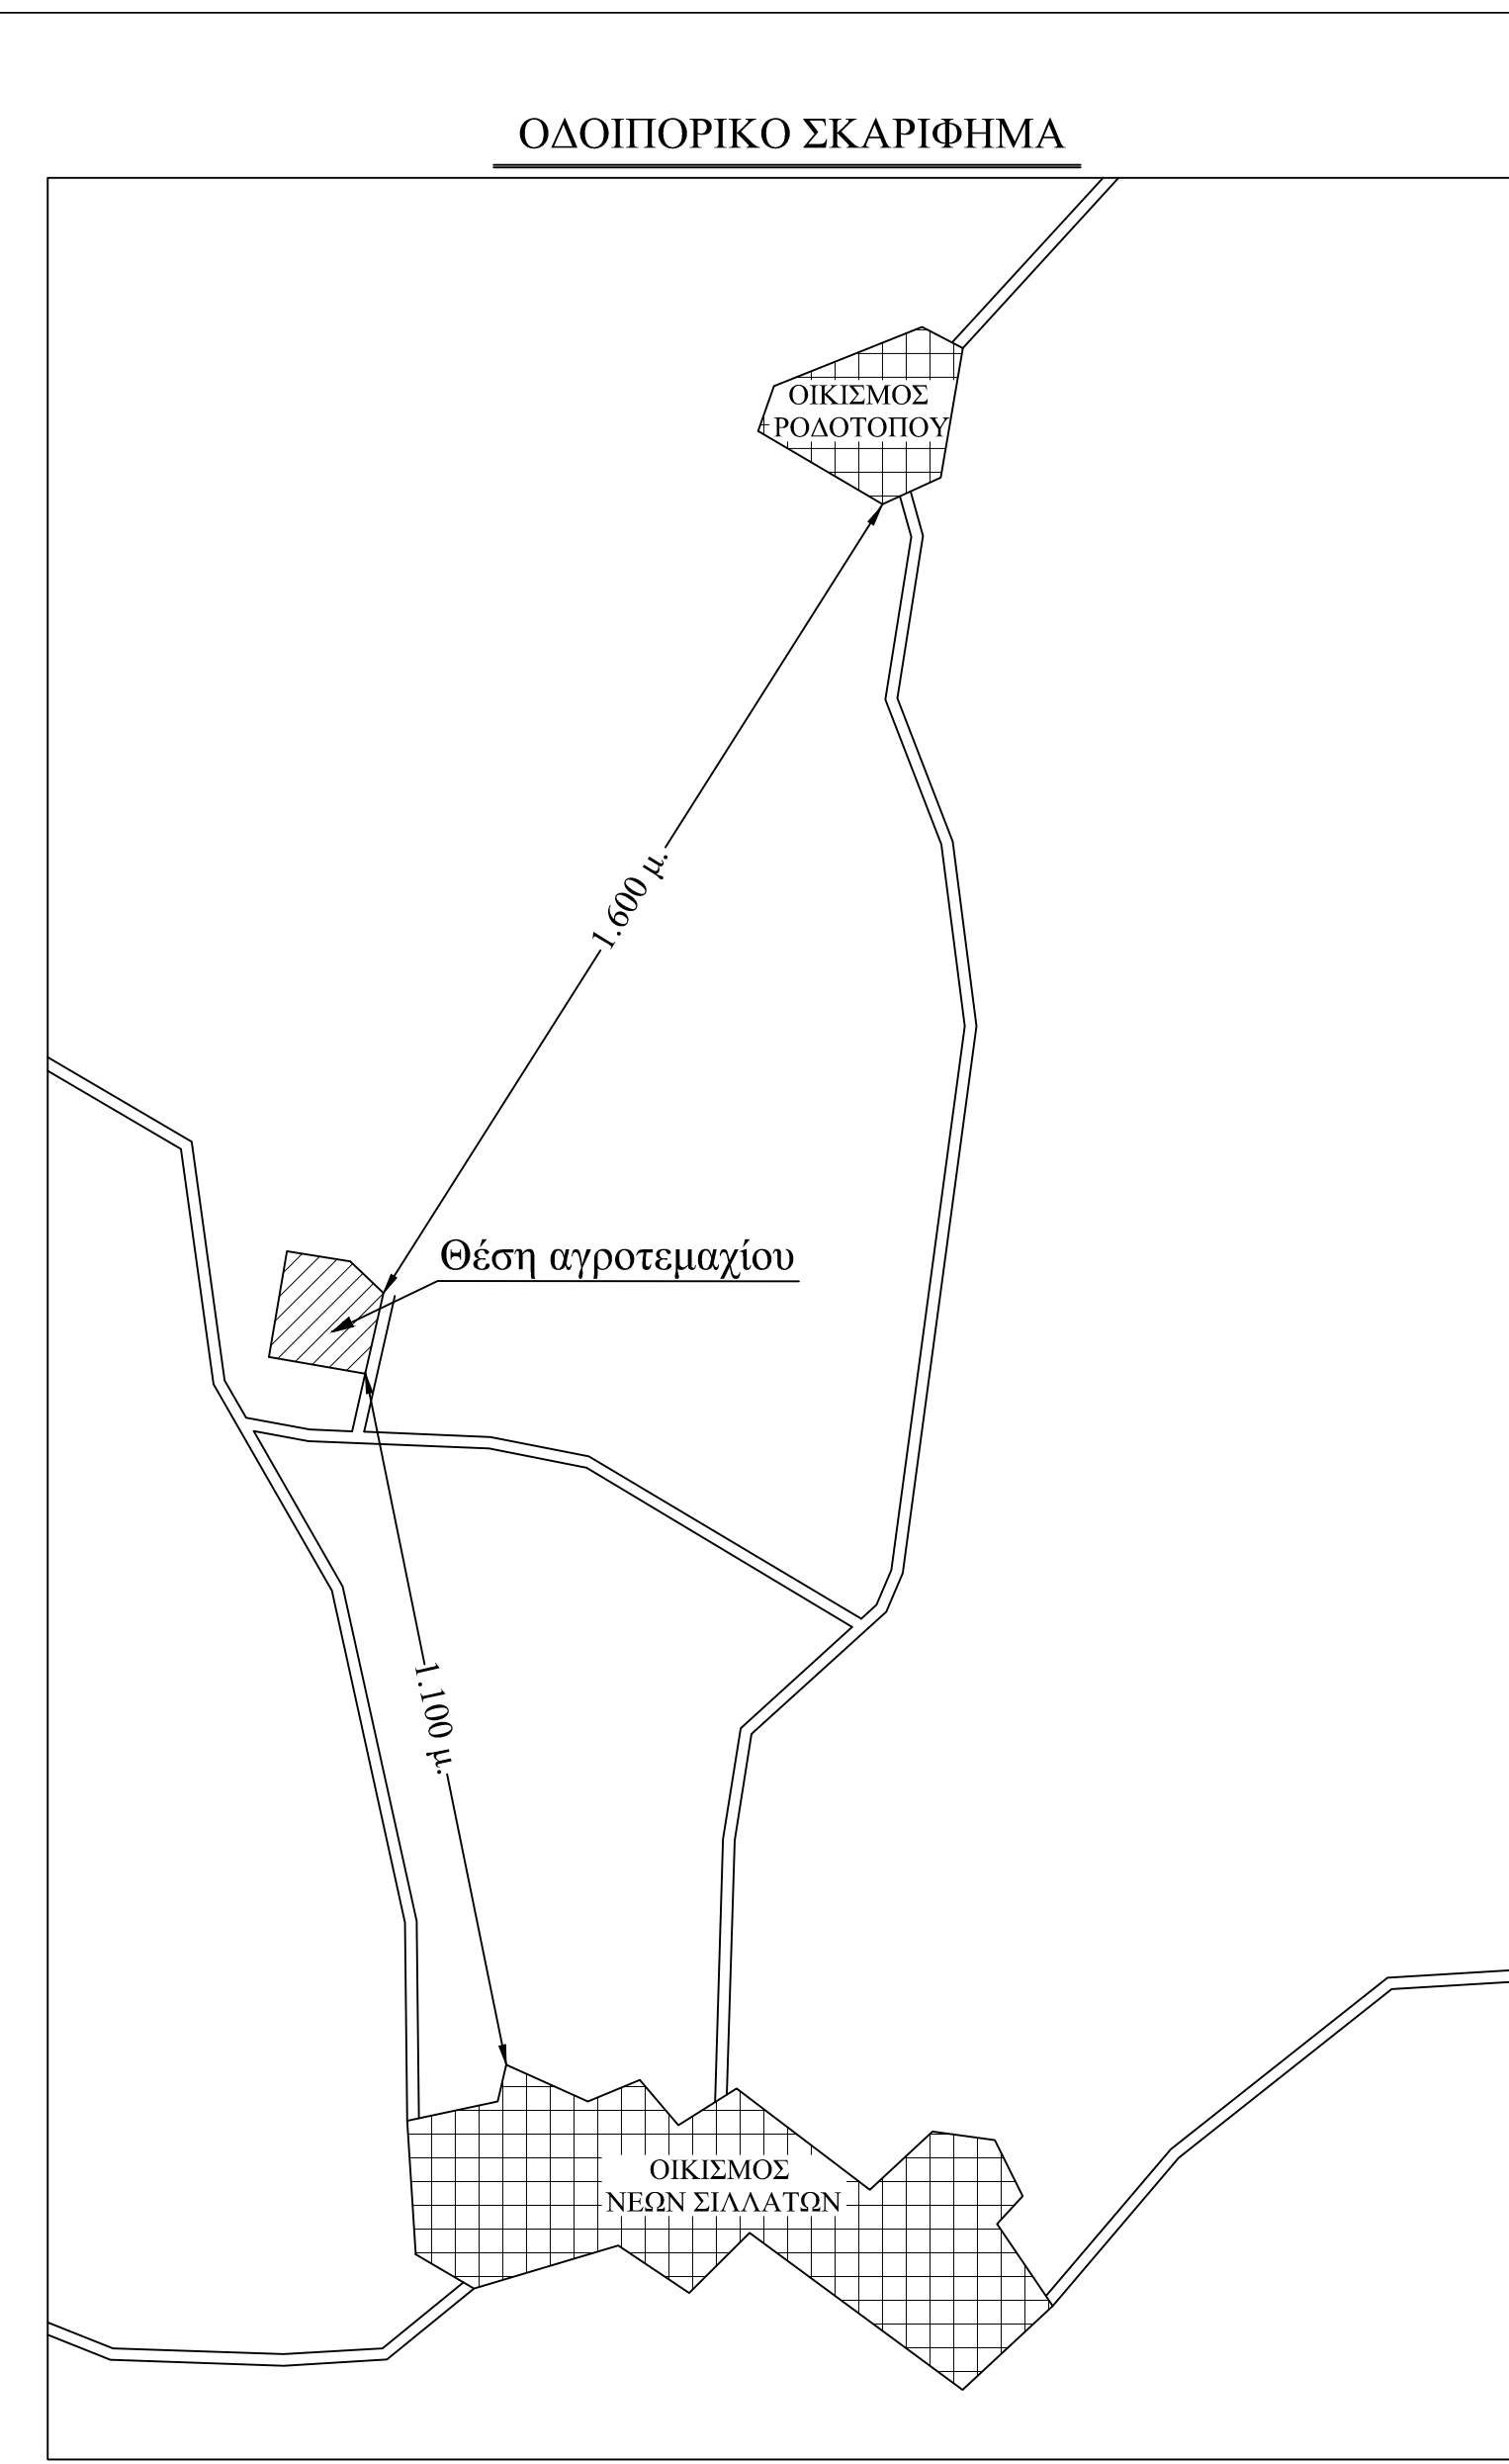 ΟΔΟΙΠΟΡΙΚΟ ΣΚΑΡΙΦΗΜΑ
ΟΙΚΙΣΜΟΣ
ΡΟΔΟΤΟΠΟΥ
1.600 μ.
Θέση αγροτεμαχίου
1.100 μ.
ΟΙΚΙΣΜΟΣ
ΝΕΩΝ ΣΙΛΛΑΤΩΝ